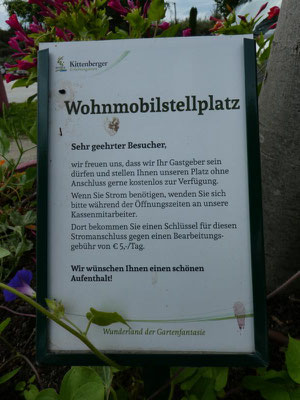 Kittenberger
Wohnmobilstellplatz
Sehr geehrter Besucher,
wir freuen uns, dass wir Ihr Gastgeber sein
dürfen und stellen Ihnen unseren Platz ohne
Anschluss gerne kostenlos zur Verfügung.
Wenn Sie Strom benötigen, wenden Sie sich
bitte während der Öffnungszeiten an unsere
Kassenmitarbeiter.
Dort bekommen Sie einen Schlüssel für diesen
Stromanschluss gegen einen Bearbeitungs-
gebühr von € 5,-/Tag.
Wir wünschen Ihnen einen schönen
Aufenthalt!
Wunderland der Gartenfantasie